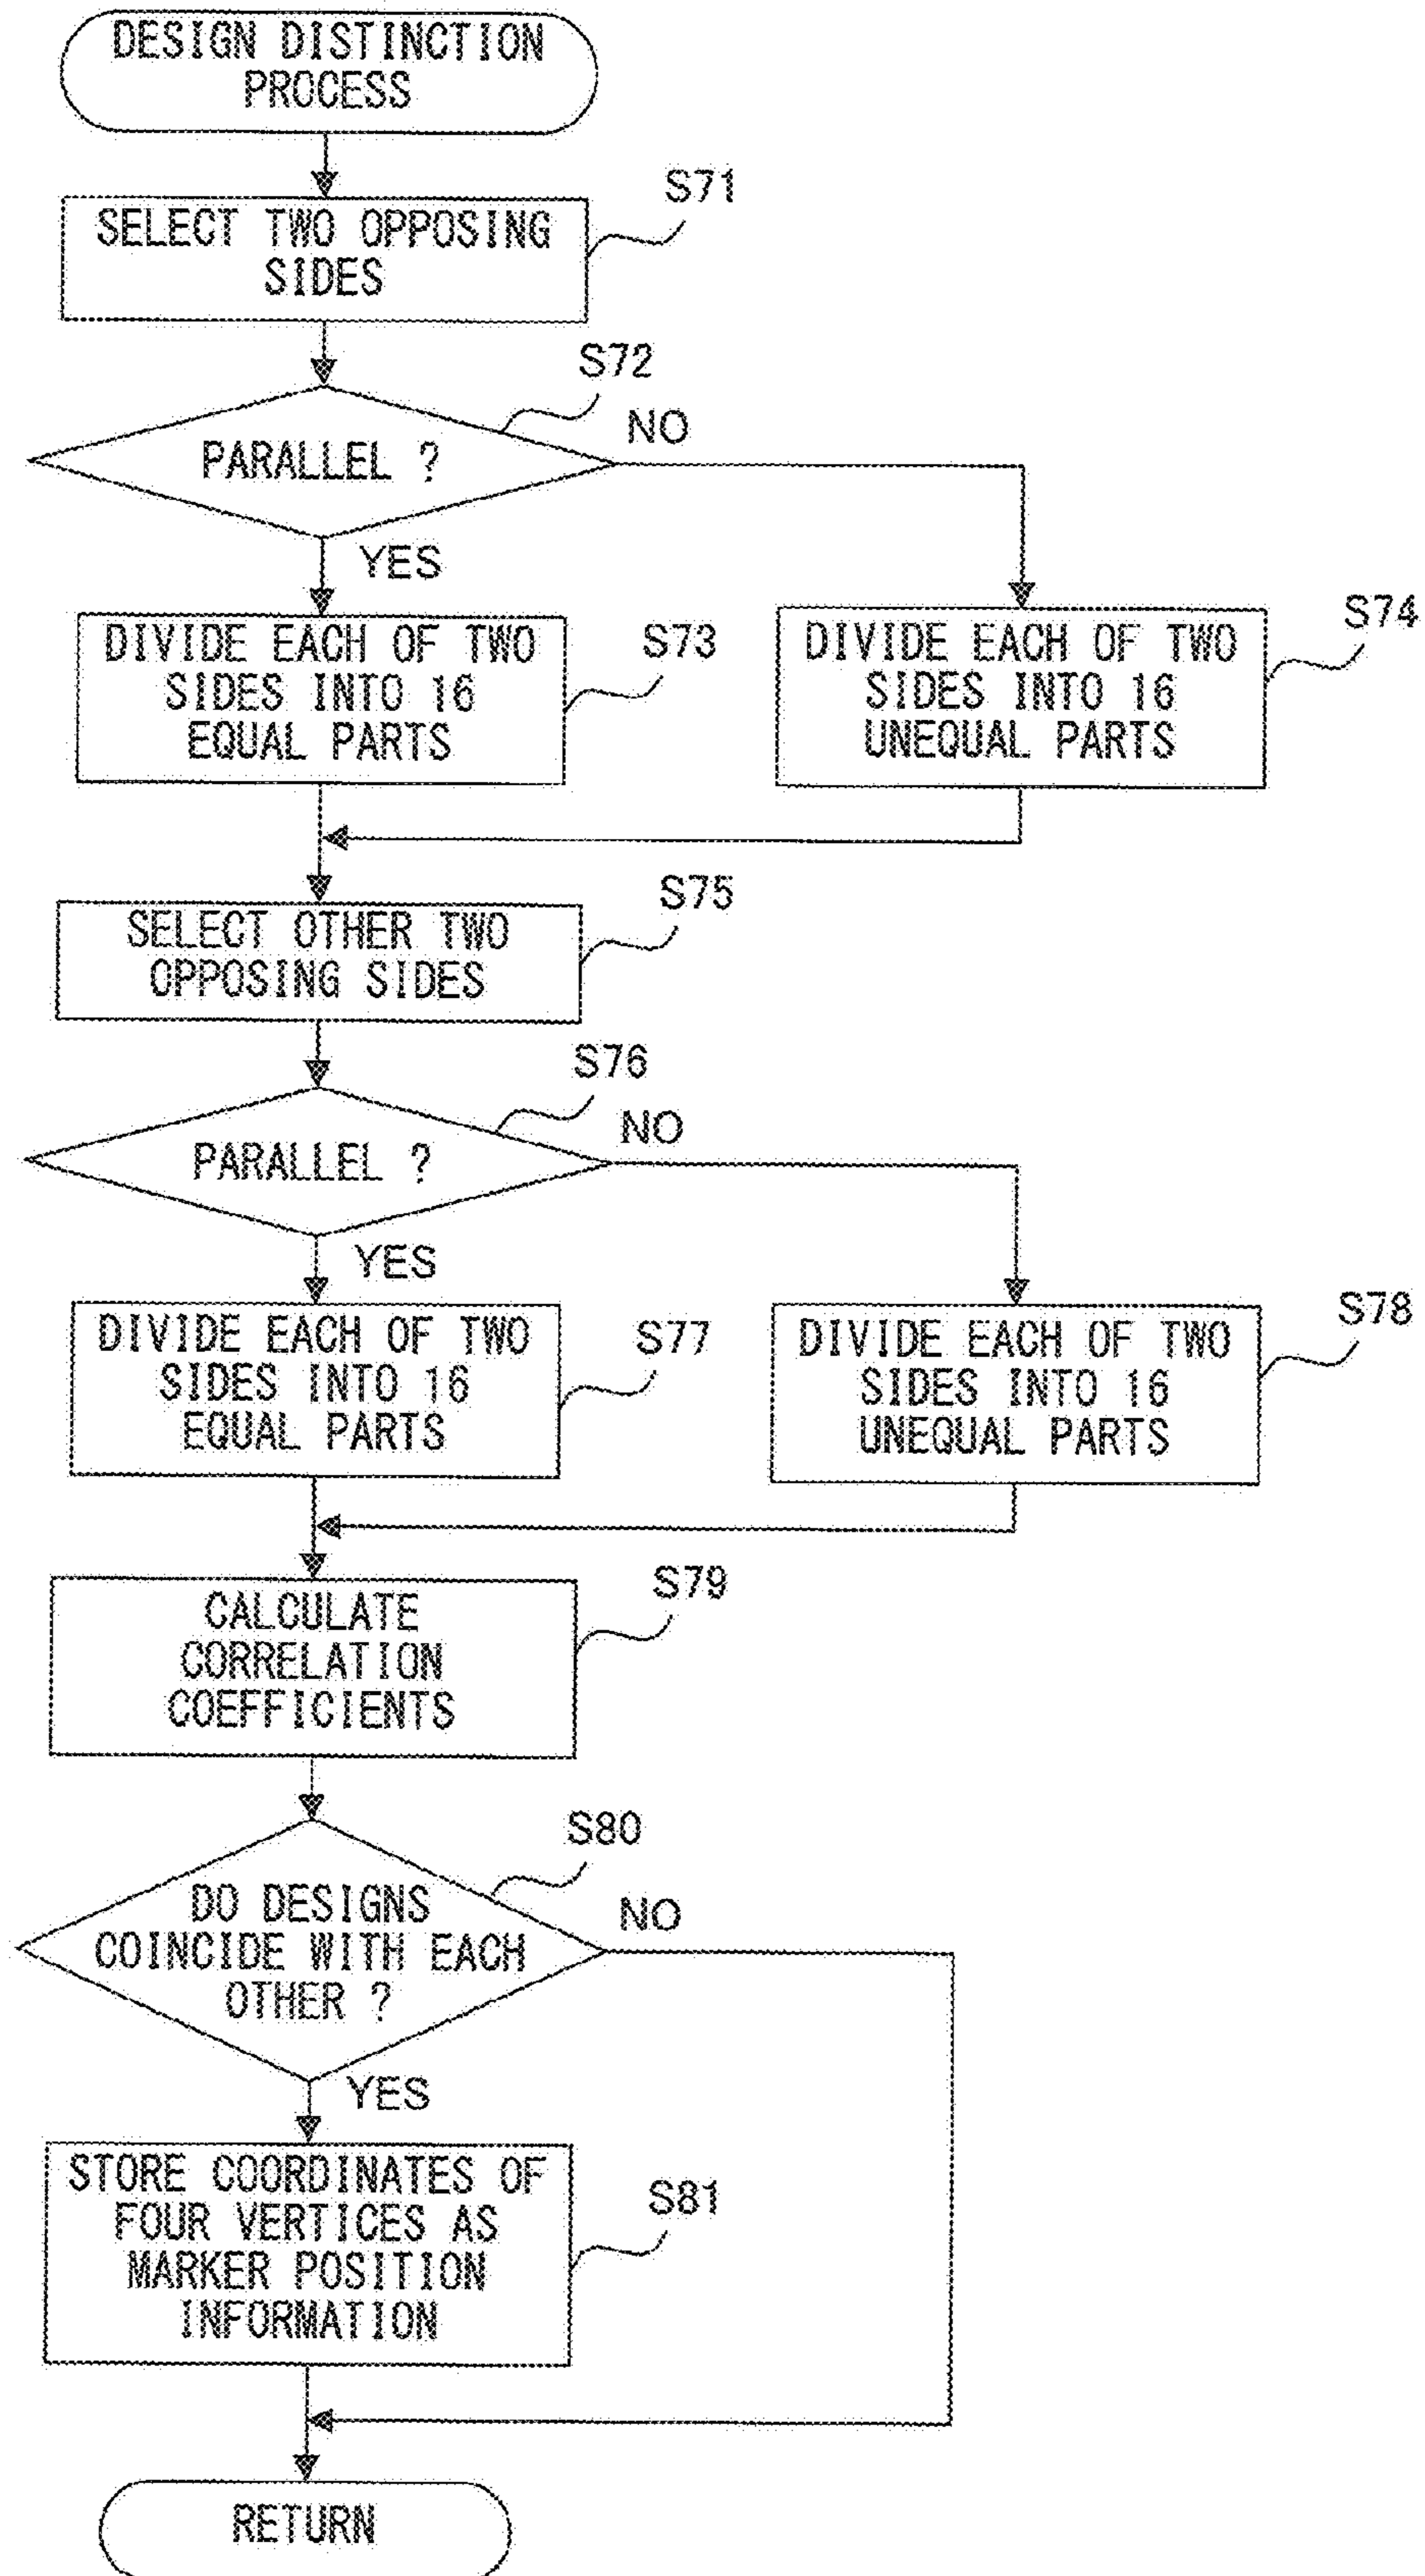 DESIGN DISTINCTION
PROCESS
S71
SELECT TWO OPPOSING
SIDES
S72
NO
PARALLEL ?
YES
S73
DIVIDE EACH OF TWO
SIDES INTO 16
EQUAL PARTS
S74
DIVIDE EACH OF TWO
SIDES INTO 16
UNEQUAL PARTS
S75
SELECT OTHER TWO
OPPOSING SIDES
S76
NO
PARALLEL ?
YES
S77
DIVIDE EACH OF TWO
SIDES INTO 16
EQUAL PARTS
S78
DIVIDE EACH OF TWO
SIDES INTO 16
UNEQUAL PARTS
S79
CALCULATE
CORRELATION
COEFFICIENTS
S80
NO
DO DESIGNS
COINCIDE WITH EACH
OTHER ?
YES
STORE COORDINATES OF
FOUR VERTICES AS
MARKER POSITION
INFORMATION
S81
RETURN